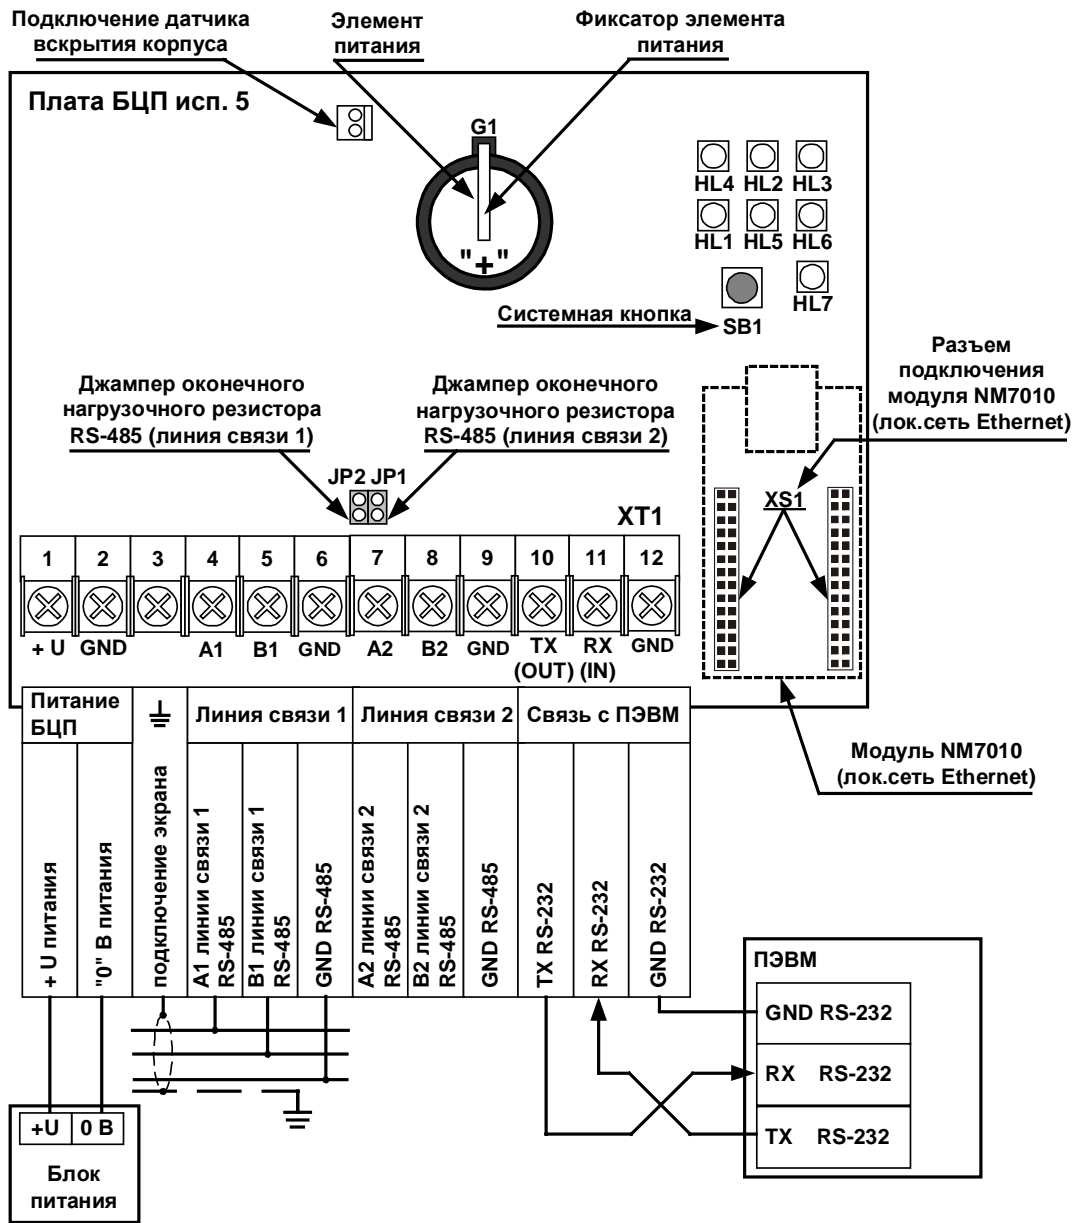 Подключение датчика
вскрытия корпуса
Элемент
питания
Фиксатор элемента
питания
Плата БЦП исп. 5
G1
"+"
HL4 HL2 HL3
HL1 HL5 HL6
HL7
Системная кнопка
SB1
Разъем
подключения
модуля NM7010
(лок.сеть Ethernet)
Джампер оконечного
нагрузочного резистора
RS-485 (линия связи 1)
Джампер оконечного
нагрузочного резистора
RS-485 (линия связи 2)
JP2 JP1
XS1
XT1
1 2 3 4 5 6 7 8 9 10 11 12
+ U GND A1 B1 GND A2 B2 GND TX RX GND
(OUT) (IN)
Питание
БЦП
Линия связи 1
Линия связи 2
Связь с ПЭВМ
Модуль NM7010
(лок.сеть Ethernet)
+ U питания
"0" В питания
подключение экрана
A1 линии связи 1
RS-485
B1 линии связи 1
RS-485
GND RS-485
A2 линии связи 2
RS-485
B2 линии связи 2
RS-485
GND RS-485
TX RS-232
RX RS-232
GND RS-232
ПЭВМ
GND RS-232
RX RS-232
TX RS-232
+U 0 В
Блок
питания